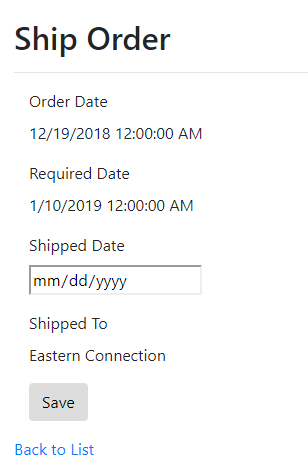 Ship Order
Order Date
12/19/2018 12:00:00 AM
Required Date
1/10/2019 12:00:00 AM
Shipped Date
mm/dd/yyyy
Shipped To
Eastern Connection
Save
Back to List